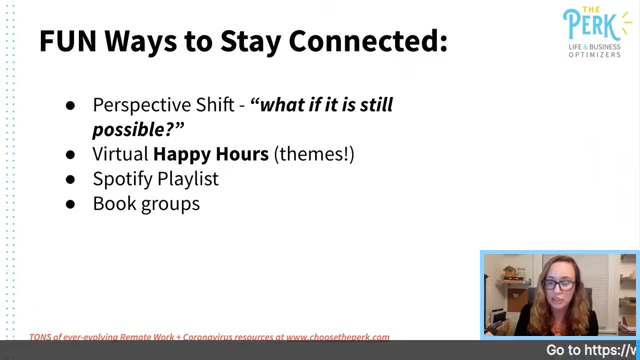 THE
PERK
LIFE & BUSINESS
OPTIMIZERS
FUN Ways to Stay Connected:
● Perspective Shift - “what if it is still
possible?”
● Virtual Happy Hours (themes!)
● Spotify Playlist
● Book groups
TONS of ever-evolving Remote Work + Coronavirus resources at www.choosetheperk.com
Go to https://v